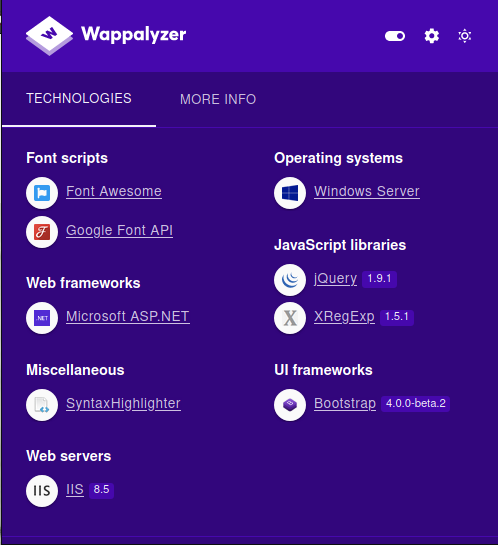 Wappalyzer
TECHNOLOGIES
MORE INFO
Font scripts
Font Awesome
Google Font API
Web frameworks
Microsoft ASP.NET
Miscellaneous
SyntaxHighlighter
Web servers
IIS 8.5
Operating systems
Windows Server
JavaScript libraries
jQuery 1.9.1
XRegExp 1.5.1
UI frameworks
Bootstrap 4.0.0-beta.2